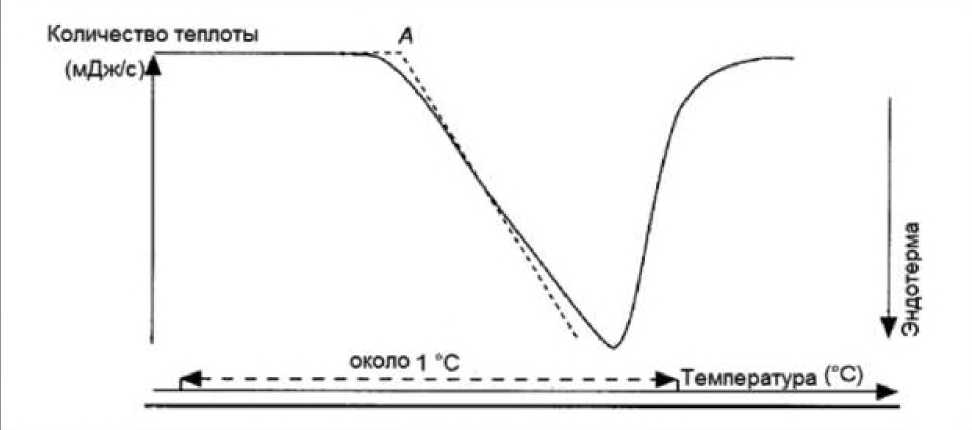 Количество теплоты
(мДж/с)
A
Эндотерма
около 1 °C
Температура (°C)